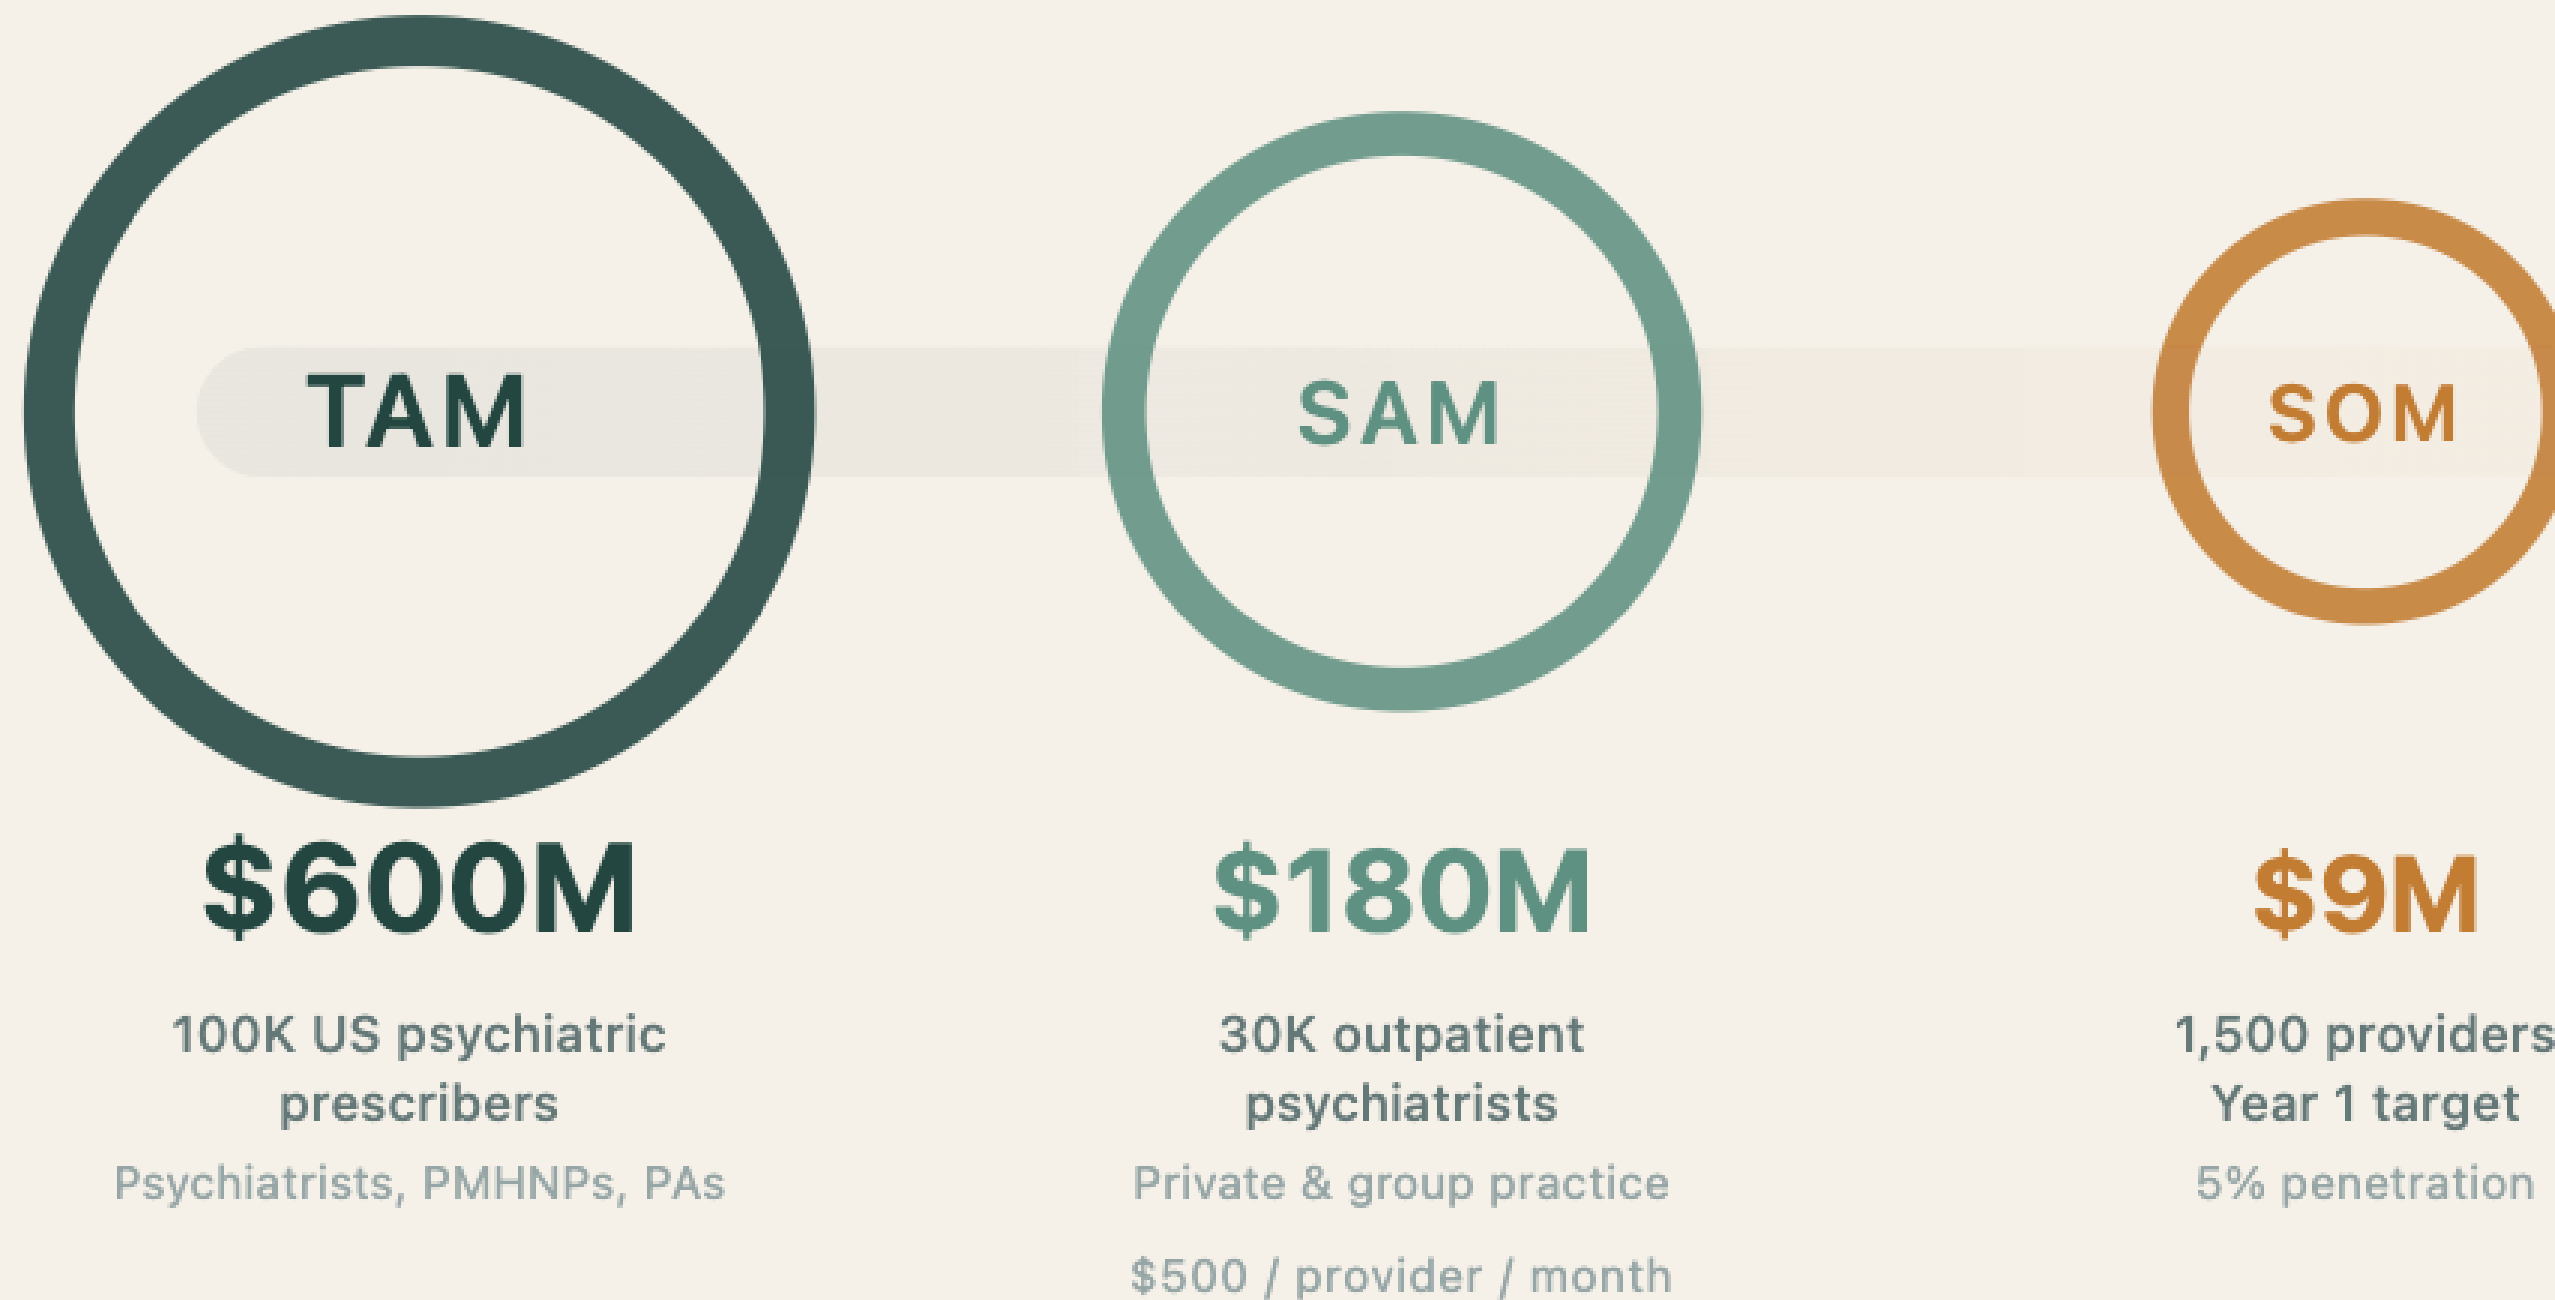 TAM
SAM
SOM
$600M
$180M
$9M
100K US psychiatric
prescribers
Psychiatrists, PMHNPs, PAs
30K outpatient
psychiatrists
Private & group practice
$500 / provider / month
1,500 providers
Year 1 target
5% penetration